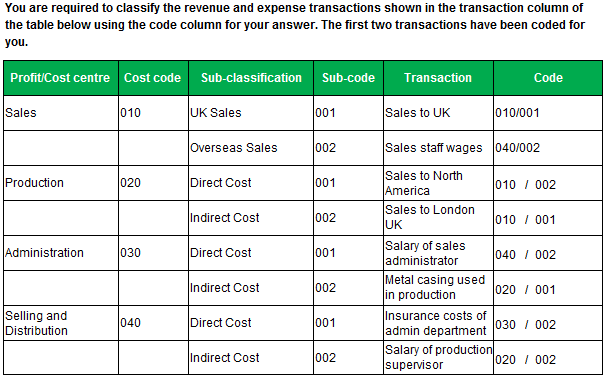 You are required to classify the revenue and expense transactions shown in the transaction column of
the table below using the code column for your answer. The first two transactions have been coded for
you.
Profit/Cost centre Cost code Sub-classification Sub-code Transaction Code
Sales 010 UK Sales 001 Sales to UK 010/001
Overseas Sales 002 Sales staff wages 040/002
Production 020 Direct Cost 001 Sales to North
America 010 / 002
Indirect Cost 002 Sales to London
UK 010 / 001
Administration 030 Direct Cost 001 Salary of sales
administrator 040 / 002
Indirect Cost 002 Metal casing used
in production 020 / 001
Selling and
Distribution 040 Direct Cost 001 Insurance costs of
admin department 030 / 002
Indirect Cost 002 Salary of production
supervisor 020 / 002